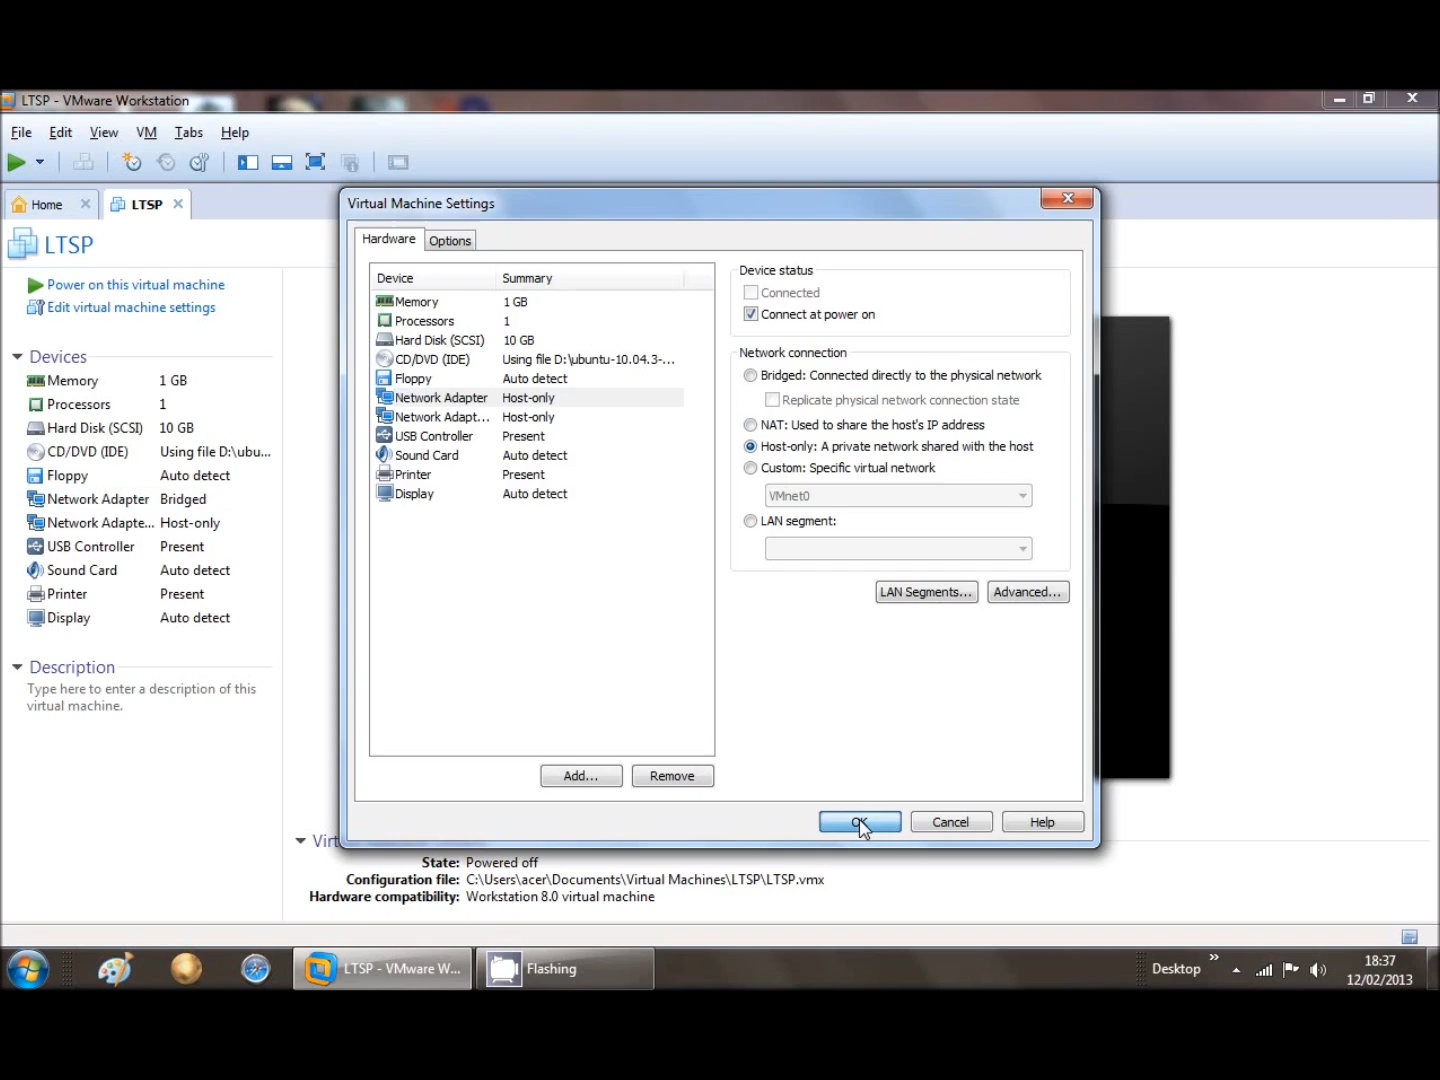 LTSP - VMware Workstation
File Edit View VM Tabs Help
Home LTSP
LTSP
Power on this virtual machine
Edit virtual machine settings
Devices
Memory 1 GB
Processors 1
Hard Disk (SCSI) 10 GB
CD/DVD (IDE) Using file D:\ubu...
Floppy Auto detect
Network Adapter Bridged
Network Adapte... Host-only
USB Controller Present
Sound Card Auto detect
Printer Present
Display Auto detect
Description
Type here to enter a description of this
virtual machine.
Virtual Machine Settings
Hardware Options
Device Summary
Memory 1 GB
Processors 1
Hard Disk (SCSI) 10 GB
CD/DVD (IDE) Using file D:\ubuntu-10.04.3-...
Floppy Auto detect
Network Adapter Host-only
Network Adapt... Host-only
USB Controller Present
Sound Card Auto detect
Printer Present
Display Auto detect
Add... Remove
Device status
Connected
Connect at power on
Network connection
Bridged: Connected directly to the physical network
Replicate physical network connection state
NAT: Used to share the host's IP address
Host-only: A private network shared with the host
Custom: Specific virtual network
VMnet0
LAN segment:
LAN Segments... Advanced...
OK Cancel Help
State: Powered off
Configuration file: C:\Users\acer\Documents\Virtual Machines\LTSP\LTSP.vmx
Hardware compatibility: Workstation 8.0 virtual machine
LTSP - VMware W... Flashing Desktop 18:37
12/02/2013